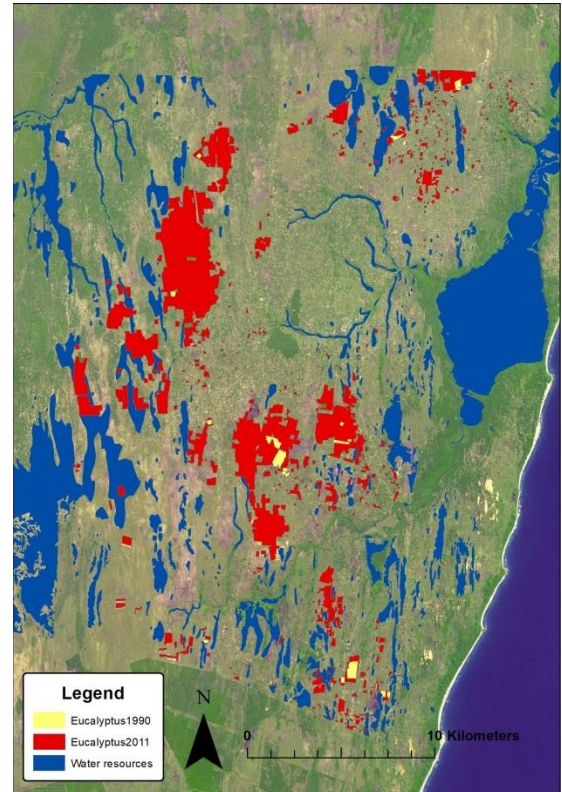 Legend
Eucalyptus1990
Eucalyptus2011
Water resources
N
0 10 Kilometers